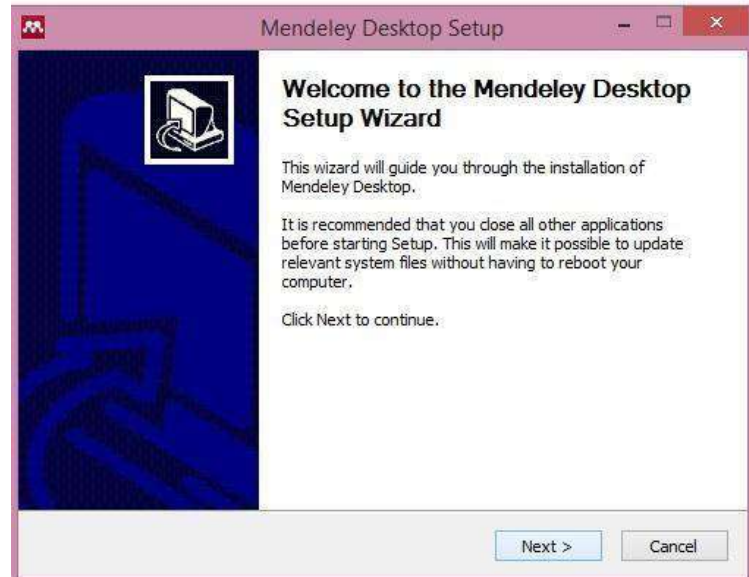 Mendeley Desktop Setup
Welcome to the Mendeley Desktop
Setup Wizard
This wizard will guide you through the installation of
Mendeley Desktop.
It is recommended that you close all other applications
before starting Setup. This will make it possible to update
relevant system files without having to reboot your
computer.
Click Next to continue.
Next >
Cancel